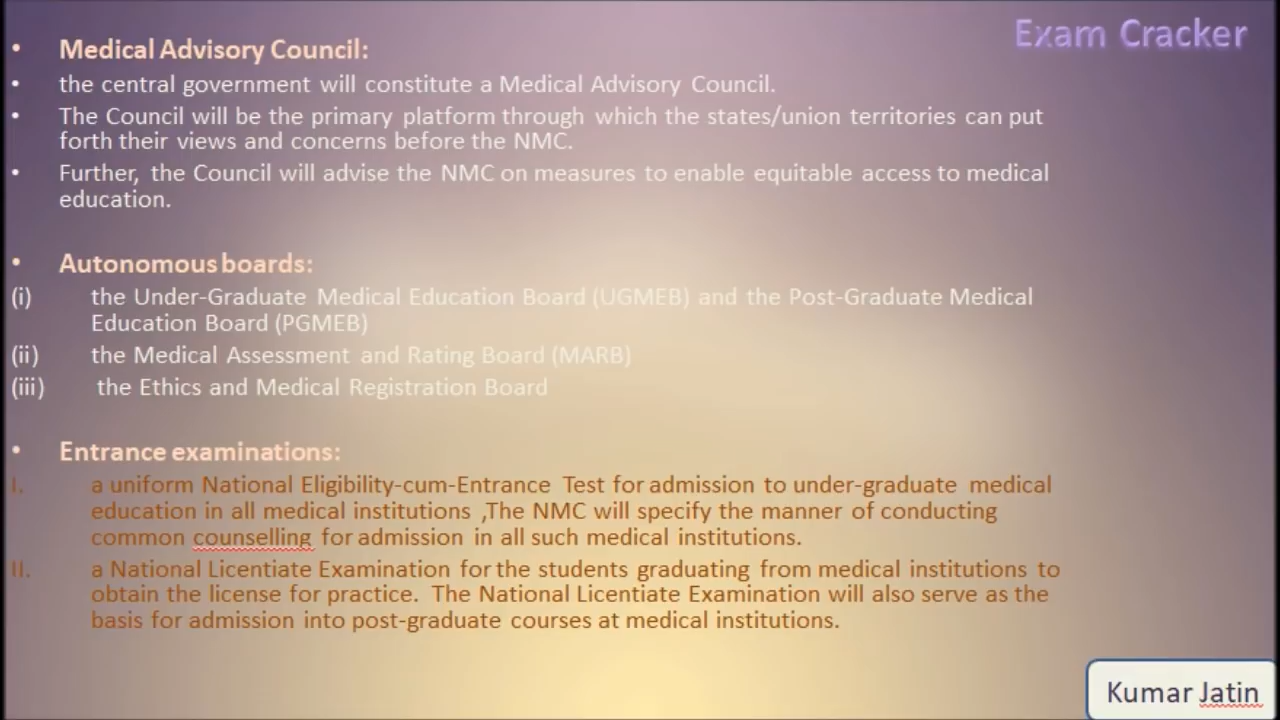 Exam Cracker
• Medical Advisory Council:
• the central government will constitute a Medical Advisory Council.
• The Council will be the primary platform through which the states/union territories can put
forth their views and concerns before the NMC.
• Further, the Council will advise the NMC on measures to enable equitable access to medical
education.
• Autonomous boards:
(i) the Under-Graduate Medical Education Board (UGMEB) and the Post-Graduate Medical
Education Board (PGMEB)
(ii) the Medical Assessment and Rating Board (MARB)
(iii) the Ethics and Medical Registration Board
• Entrance examinations:
I. a uniform National Eligibility-cum-Entrance Test for admission to under-graduate medical
education in all medical institutions ,The NMC will specify the manner of conducting
common counselling for admission in all such medical institutions.
II. a National Licentiate Examination for the students graduating from medical institutions to
obtain the license for practice. The National Licentiate Examination will also serve as the
basis for admission into post-graduate courses at medical institutions.
Kumar Jatin